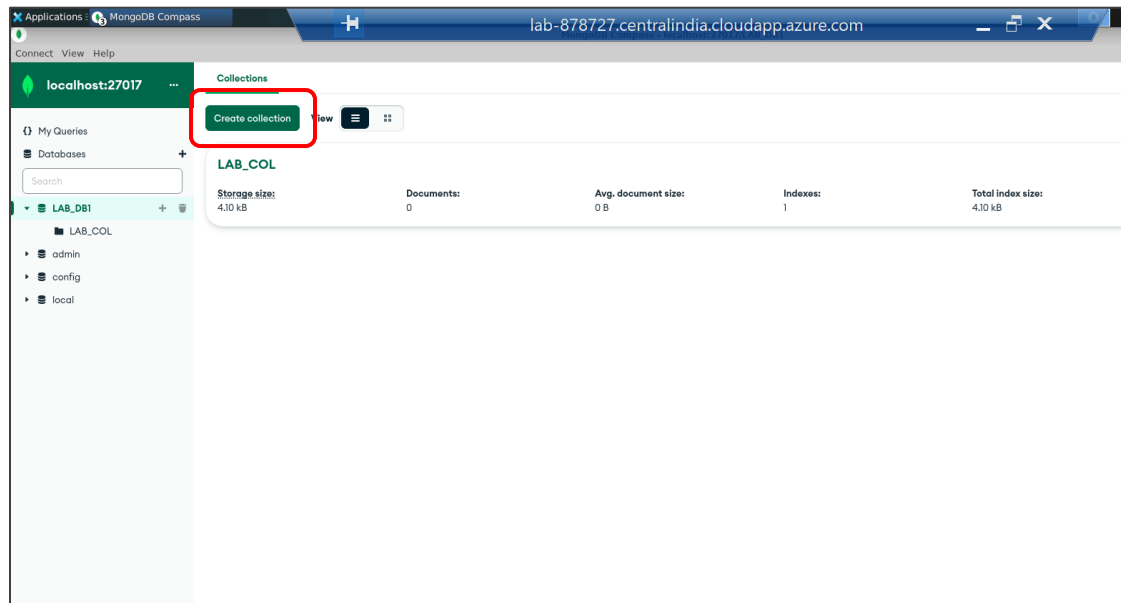 Applications
MongoDB Compass
lab-878727.centralindia.cloudapp.azure.com
Connect View Help
localhost:27017 ...
Collections
{} My Queries
Create collection
View
Databases +
Search
LAB_COL
Storage size: Documents: Avg. document size: Indexes: Total index size:
4.10 kB 0 0 B 1 4.10 kB
LAB_DB1 +
LAB_COL
admin
config
local